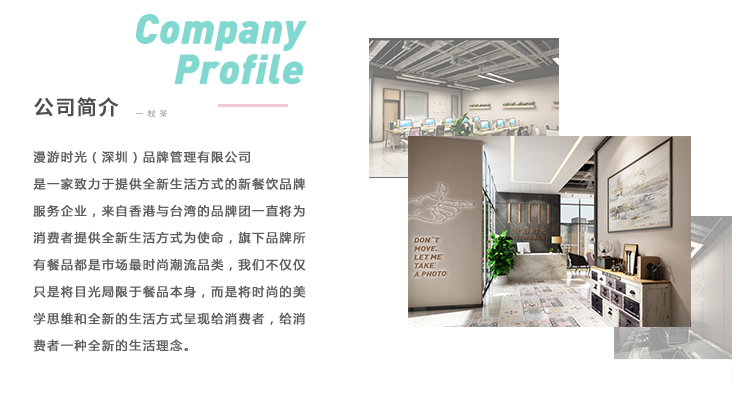 Company
Profile
公司简介
一起茶
漫游时光（深圳）品牌管理有限公司
是一家致力于提供全新生活方式的新餐饮品牌
服务企业，来自香港与台湾的品牌团一直将为
消费者提供全新生活方式为使命，旗下品牌所
有餐品都是市场最时尚潮流品类，我们不仅仅
只是将目光局限于餐品本身，而是将时尚的美
学思维和全新的生活方式呈现给消费者，给消
费者一种全新的生活理念。
漫游时光
DON`T
MOVE..
LET ME
TAKE
A PHOTO